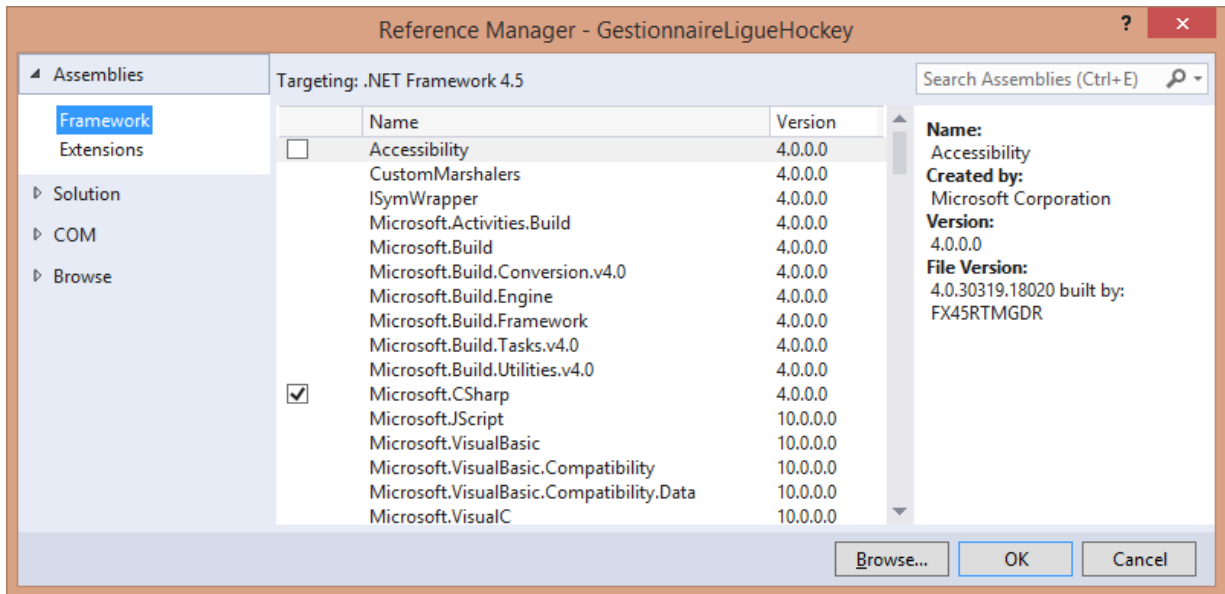 Reference Manager - GestionnaireLigueHockey
? ×
Assemblies
Framework
Extensions
Solution
COM
Browse
Targeting: .NET Framework 4.5
Search Assemblies (Ctrl+E)
Name Version
Accessibility 4.0.0.0
CustomMarshalers 4.0.0.0
ISymWrapper 4.0.0.0
Microsoft.Activities.Build 4.0.0.0
Microsoft.Build 4.0.0.0
Microsoft.Build.Conversion.v4.0 4.0.0.0
Microsoft.Build.Engine 4.0.0.0
Microsoft.Build.Framework 4.0.0.0
Microsoft.Build.Tasks.v4.0 4.0.0.0
Microsoft.Build.Utilities.v4.0 4.0.0.0
Microsoft.CSharp 4.0.0.0
Microsoft.JScript 10.0.0.0
Microsoft.VisualBasic 10.0.0.0
Microsoft.VisualBasic.Compatibility 10.0.0.0
Microsoft.VisualBasic.Compatibility.Data 10.0.0.0
Microsoft.VisualC 10.0.0.0
Name:
Accessibility
Created by:
Microsoft Corporation
Version:
4.0.0.0
File Version:
4.0.30319.18020 built by:
FX45RTMGDR
Browse... OK Cancel